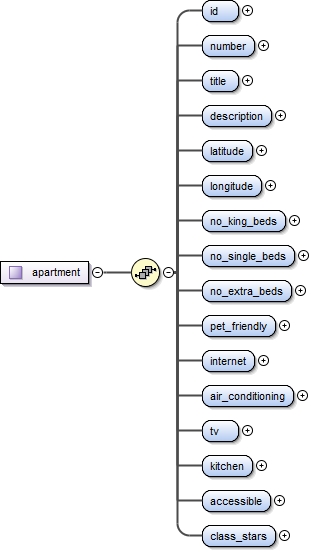 id
number
title
description
latitude
longitude
no_king_beds
no_single_beds
no_extra_beds
pet_friendly
apartment
internet
air_conditioning
tv
kitchen
accessible
class_stars